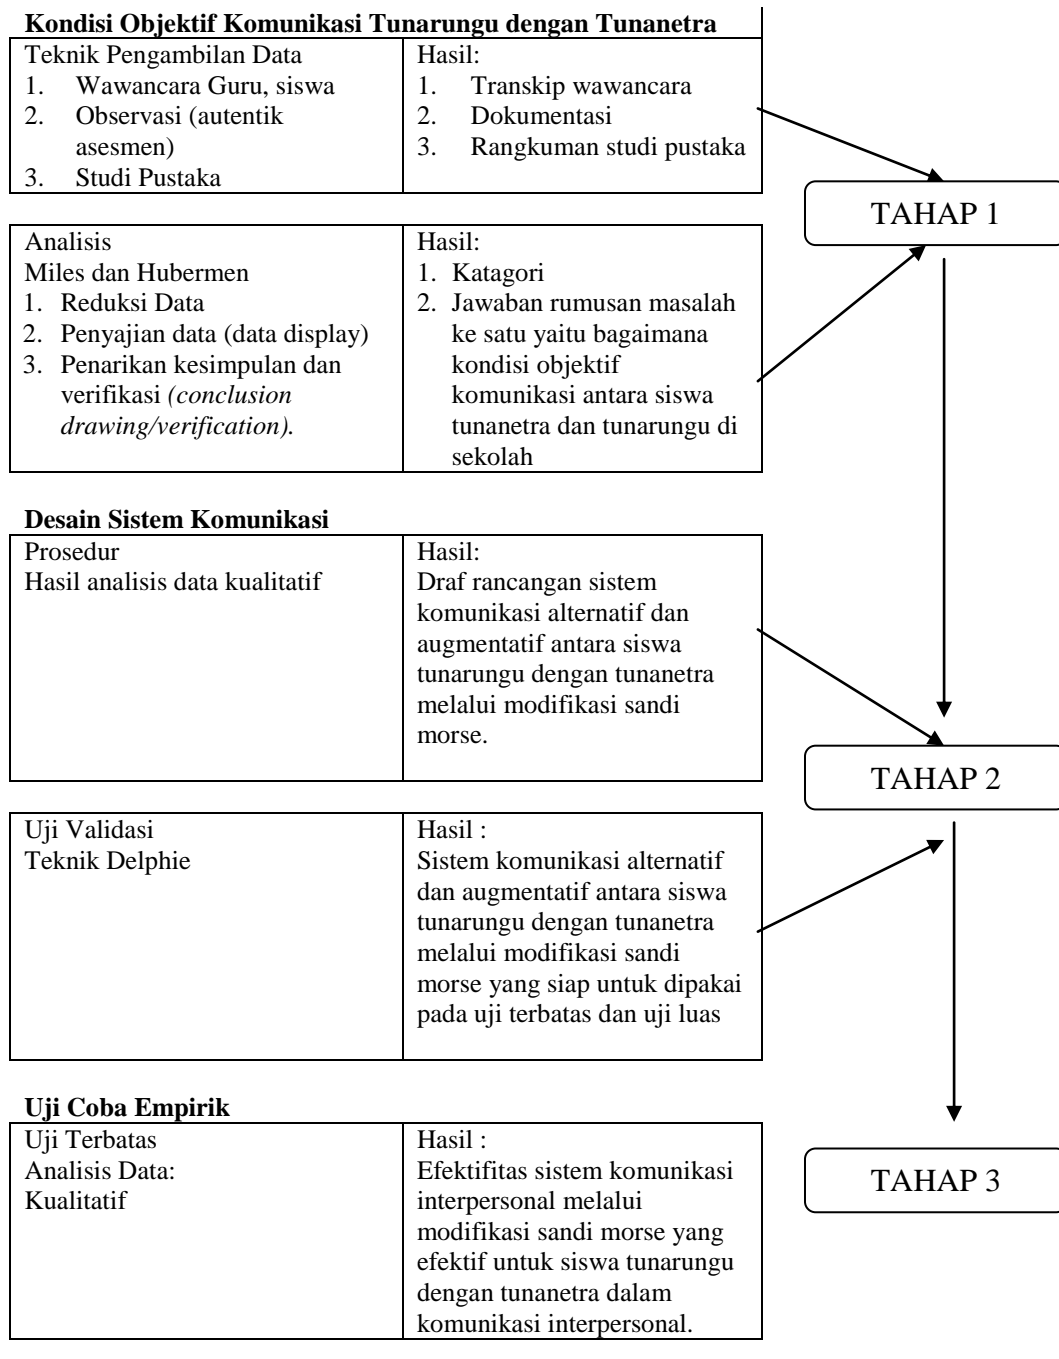 Kondisi Objektif Komunikasi Tunarungu dengan Tunanetra
Teknik Pengambilan Data
1. Wawancara Guru, siswa
2. Observasi (autentik
asesmen)
3. Studi Pustaka
Hasil:
1. Transkip wawancara
2. Dokumentasi
3. Rangkuman studi pustaka
TAHAP 1
Analisis
Miles dan Hubermen
1. Reduksi Data
2. Penyajian data (data display)
3. Penarikan kesimpulan dan
verifikasi (conclusion
drawing/verification).
Hasil:
1. Katagori
2. Jawaban rumusan masalah
ke satu yaitu bagaimana
kondisi objektif
komunikasi antara siswa
tunanetra dan tunarungu di
sekolah
Desain Sistem Komunikasi
Prosedur
Hasil analisis data kualitatif
Hasil:
Draf rancangan sistem
komunikasi alternatif dan
augmentatif antara siswa
tunarungu dengan tunanetra
melalui modifikasi sandi
morse.
TAHAP 2
Uji Validasi
Teknik Delphie
Hasil :
Sistem komunikasi alternatif
dan augmentatif antara siswa
tunarungu dengan tunanetra
melalui modifikasi sandi
morse yang siap untuk dipakai
pada uji terbatas dan uji luas
Uji Coba Empirik
Uji Terbatas
Analisis Data:
Kualitatif
Hasil :
Efektifitas sistem komunikasi
interpersonal melalui
modifikasi sandi morse yang
efektif untuk siswa tunarungu
dengan tunanetra dalam
komunikasi interpersonal.
TAHAP 3